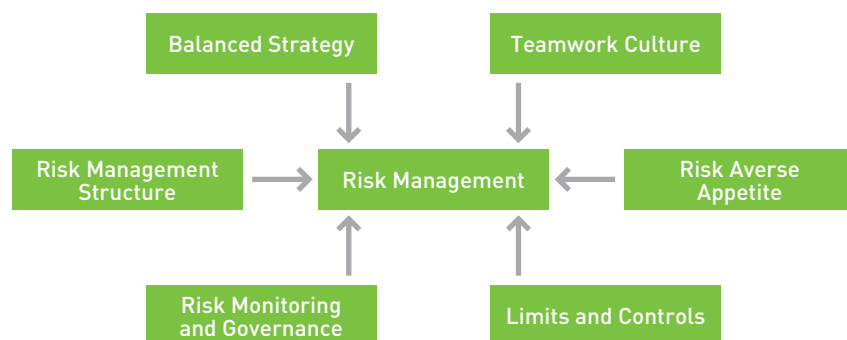 Balanced Strategy
Teamwork Culture
Risk Management
Structure
Risk Management
Risk Averse
Appetite
Risk Monitoring
and Governance
Limits and Controls